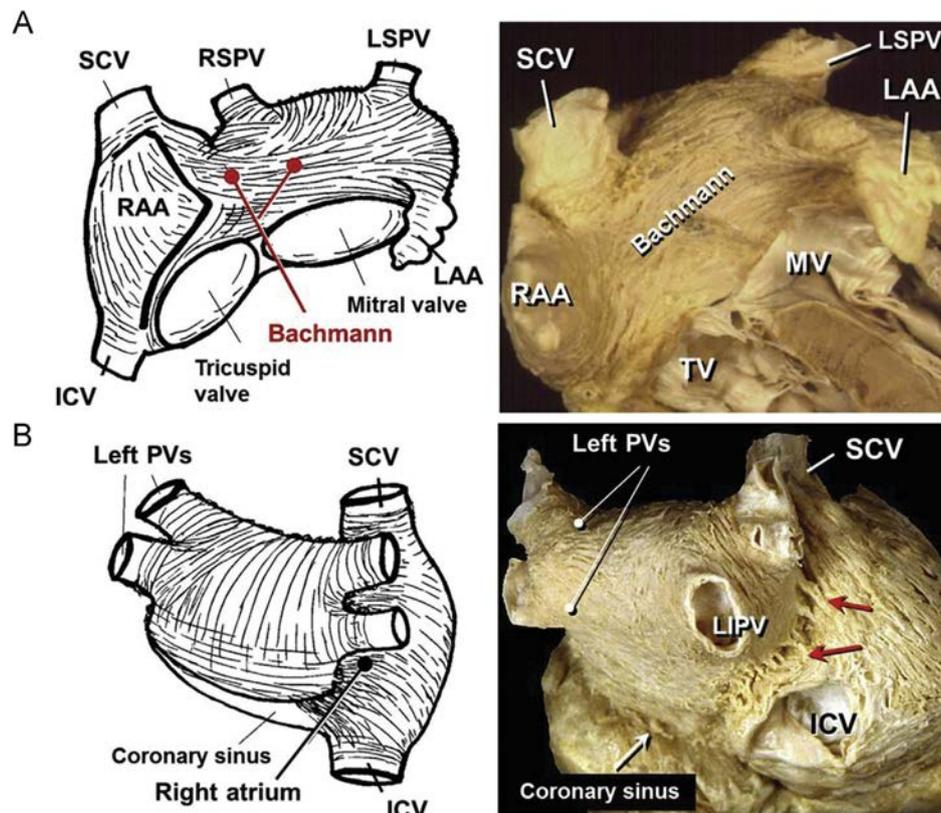 A
SCV
RSPV
LSPV
RAA
LAA
Mitral valve
Bachmann
Tricuspid
valve
ICV
SCV
LSPV
LAA
Bachmann
MV
RAA
TV
B
Left PVs
SCV
Coronary sinus
Right atrium
ICV
Left PVs
SCV
LIPV
ICV
Coronary sinus